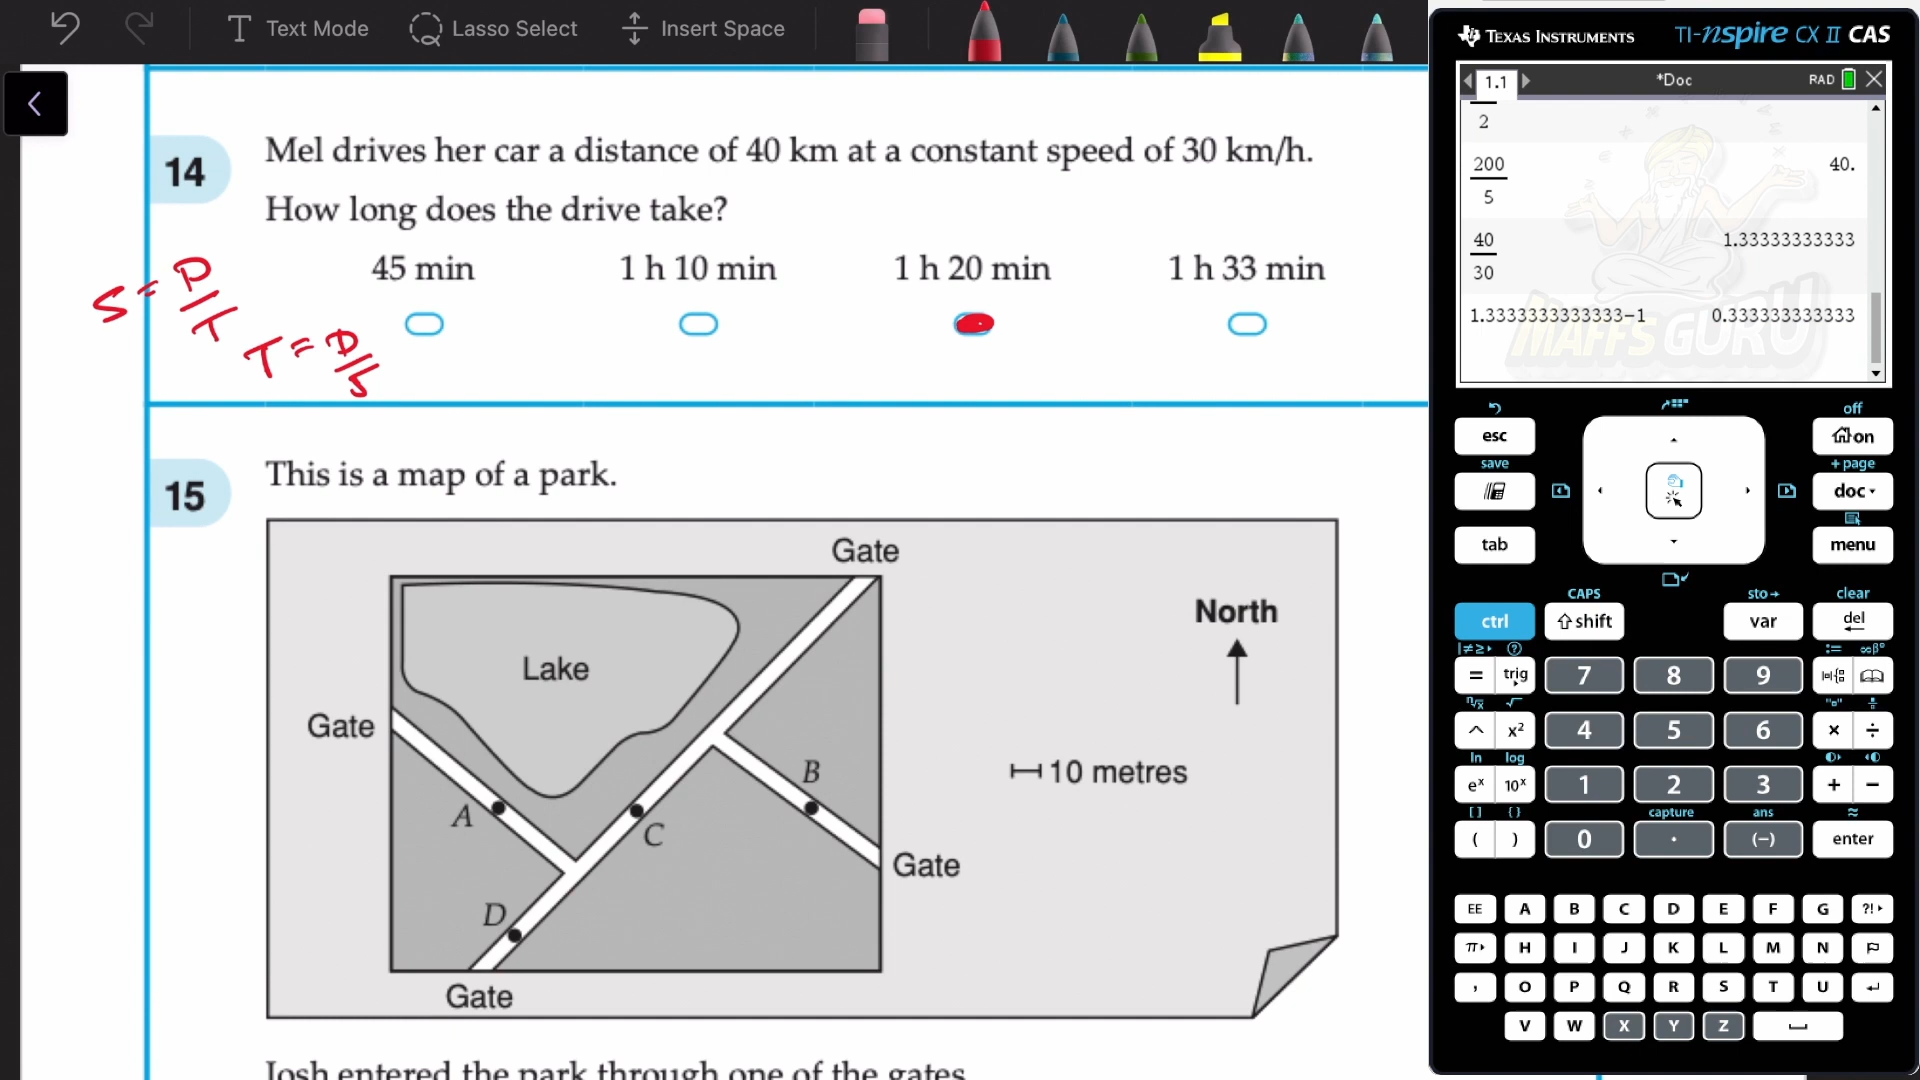 Text Mode Lasso Select Insert Space
14 Mel drives her car a distance of 40 km at a constant speed of 30 km/h.
How long does the drive take?
45 min 1 h 10 min 1 h 20 min 1 h 33 min
S = D/T
T = D/S
15 This is a map of a park.
Gate
North
Lake
Gate
10 metres
B
A
C
Gate
D
Gate
Josh entered the park through one of the gates
TEXAS INSTRUMENTS TI-nspire CX II CAS
1.1 *Doc RAD
2
200/5 40.
40/30 1.33333333333
1.3333333333333−1 0.333333333333
MAFFS GURU
off
esc on
save + page
doc
tab menu
CAPS sto→ clear
ctrl shift var del
= trig 7 8 9
^ x² 4 5 6 × ÷
ln log
eˣ 10ˣ 1 2 3 + −
[ ] { } capture ans ≈
( ) 0 . (−) enter
EE A B C D E F G ?!
π H I J K L M N
, O P Q R S T U
V W X Y Z